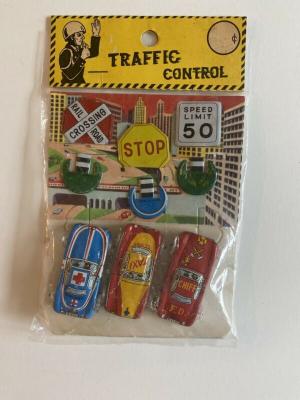 ¢
TRAFFIC
CONTROL
RAIL
CROSSING
ROAD
STOP
SPEED
LIMIT
50
TAXI
CHIEF
F.D.